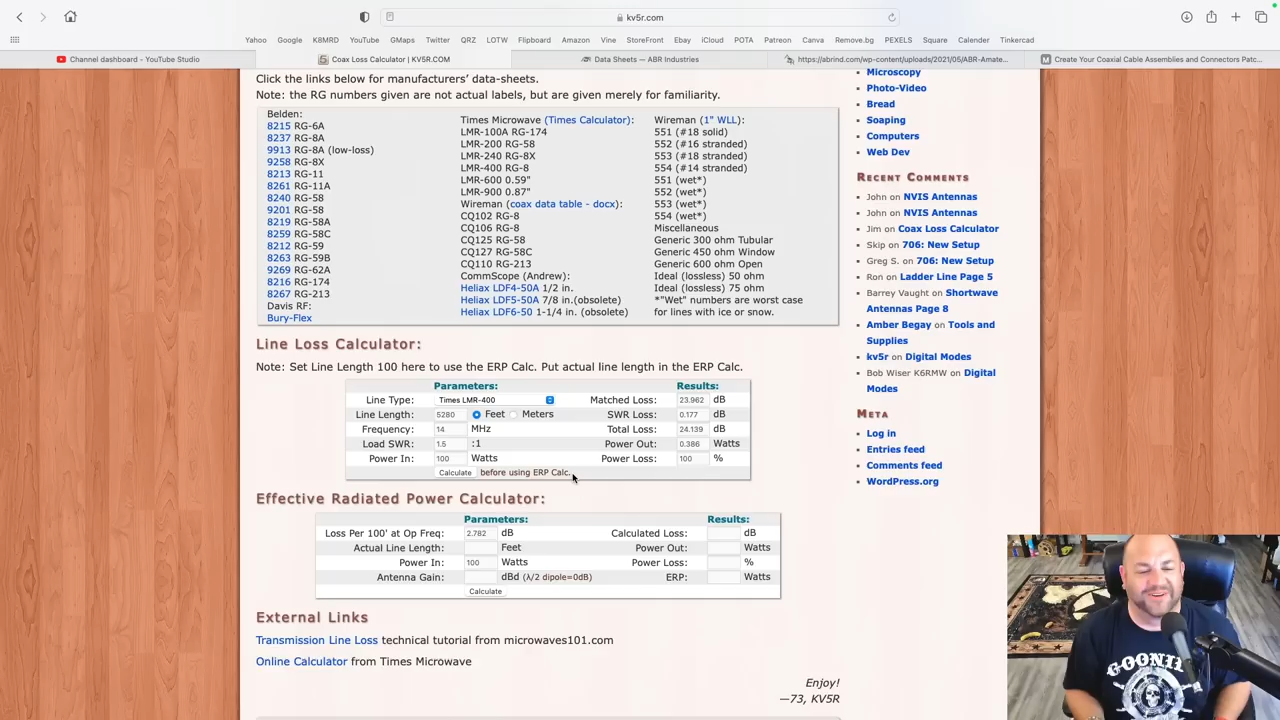 kv5r.com
Yahoo Google K8MRD YouTube GMaps Twitter QRZ LOTW Flipboard Amazon Vine StoreFront Ebay iCloud POTA Patreon Canva Remove.bg PEXELS Square Calender Tinkercad
Channel dashboard - YouTube Studio
Coax Loss Calculator | KV5R.COM
Data Sheets – ABR Industries
https://abrind.com/wp-content/uploads/2021/05/ABR-Amate...
Create Your Coaxial Cable Assemblies and Connectors Patc...
Click the links below for manufacturers’ data-sheets.
Note: the RG numbers given are not actual labels, but are given merely for familiarity.
Belden:
8215 RG-6A
8237 RG-8A
9913 RG-8A (low-loss)
9258 RG-8X
8213 RG-11
8261 RG-11A
8240 RG-58
9201 RG-58
8219 RG-58A
8259 RG-58C
8212 RG-59
8263 RG-59B
9269 RG-62A
8216 RG-174
8267 RG-213
Davis RF:
Bury-Flex
Times Microwave (Times Calculator):
LMR-100A RG-174
LMR-200 RG-58
LMR-240 RG-8X
LMR-400 RG-8
LMR-600 0.59"
LMR-900 0.87"
Wireman (coax data table - docx):
CQ102 RG-8
CQ106 RG-8
CQ125 RG-58
CQ127 RG-58C
CQ110 RG-213
CommScope (Andrew):
Heliax LDF4-50A 1/2 in.
Heliax LDF5-50A 7/8 in.(obsolete)
Heliax LDF6-50 1-1/4 in. (obsolete)
Wireman (1" WLL):
551 (#18 solid)
552 (#16 stranded)
553 (#18 stranded)
554 (#14 stranded)
551 (wet*)
552 (wet*)
553 (wet*)
554 (wet*)
Miscellaneous
Generic 300 ohm Tubular
Generic 450 ohm Window
Generic 600 ohm Open
Ideal (lossless) 50 ohm
Ideal (lossless) 75 ohm
*"Wet" numbers are worst case
for lines with ice or snow.
Line Loss Calculator:
Note: Set Line Length 100 here to use the ERP Calc. Put actual line length in the ERP Calc.
Parameters: Results:
Line Type: Times LMR-400 Matched Loss: 23.962 dB
Line Length: 5280 Feet Meters SWR Loss: 0.177 dB
Frequency: 14 MHz Total Loss: 24.139 dB
Load SWR: 1.5 :1 Power Out: 0.386 Watts
Power In: 100 Watts Power Loss: 100 %
Calculate before using ERP Calc.
Effective Radiated Power Calculator:
Parameters: Results:
Loss Per 100' at Op Freq: 2.782 dB Calculated Loss: dB
Actual Line Length: Feet Power Out: Watts
Power In: 100 Watts Power Loss: %
Antenna Gain: dBd (λ/2 dipole=0dB) ERP: Watts
Calculate
External Links
Transmission Line Loss technical tutorial from microwaves101.com
Online Calculator from Times Microwave
Enjoy!
—73, KV5R
Microscopy
Photo-Video
Bread
Soaping
Computers
Web Dev
Recent Comments
John on NVIS Antennas
John on NVIS Antennas
Jim on Coax Loss Calculator
Skip on 706: New Setup
Greg S. on 706: New Setup
Ron on Ladder Line Page 5
Barrey Vaught on Shortwave
Antennas Page 8
Amber Begay on Tools and
Supplies
kv5r on Digital Modes
Bob Wiser K6RMW on Digital
Modes
Meta
Log in
Entries feed
Comments feed
WordPress.org